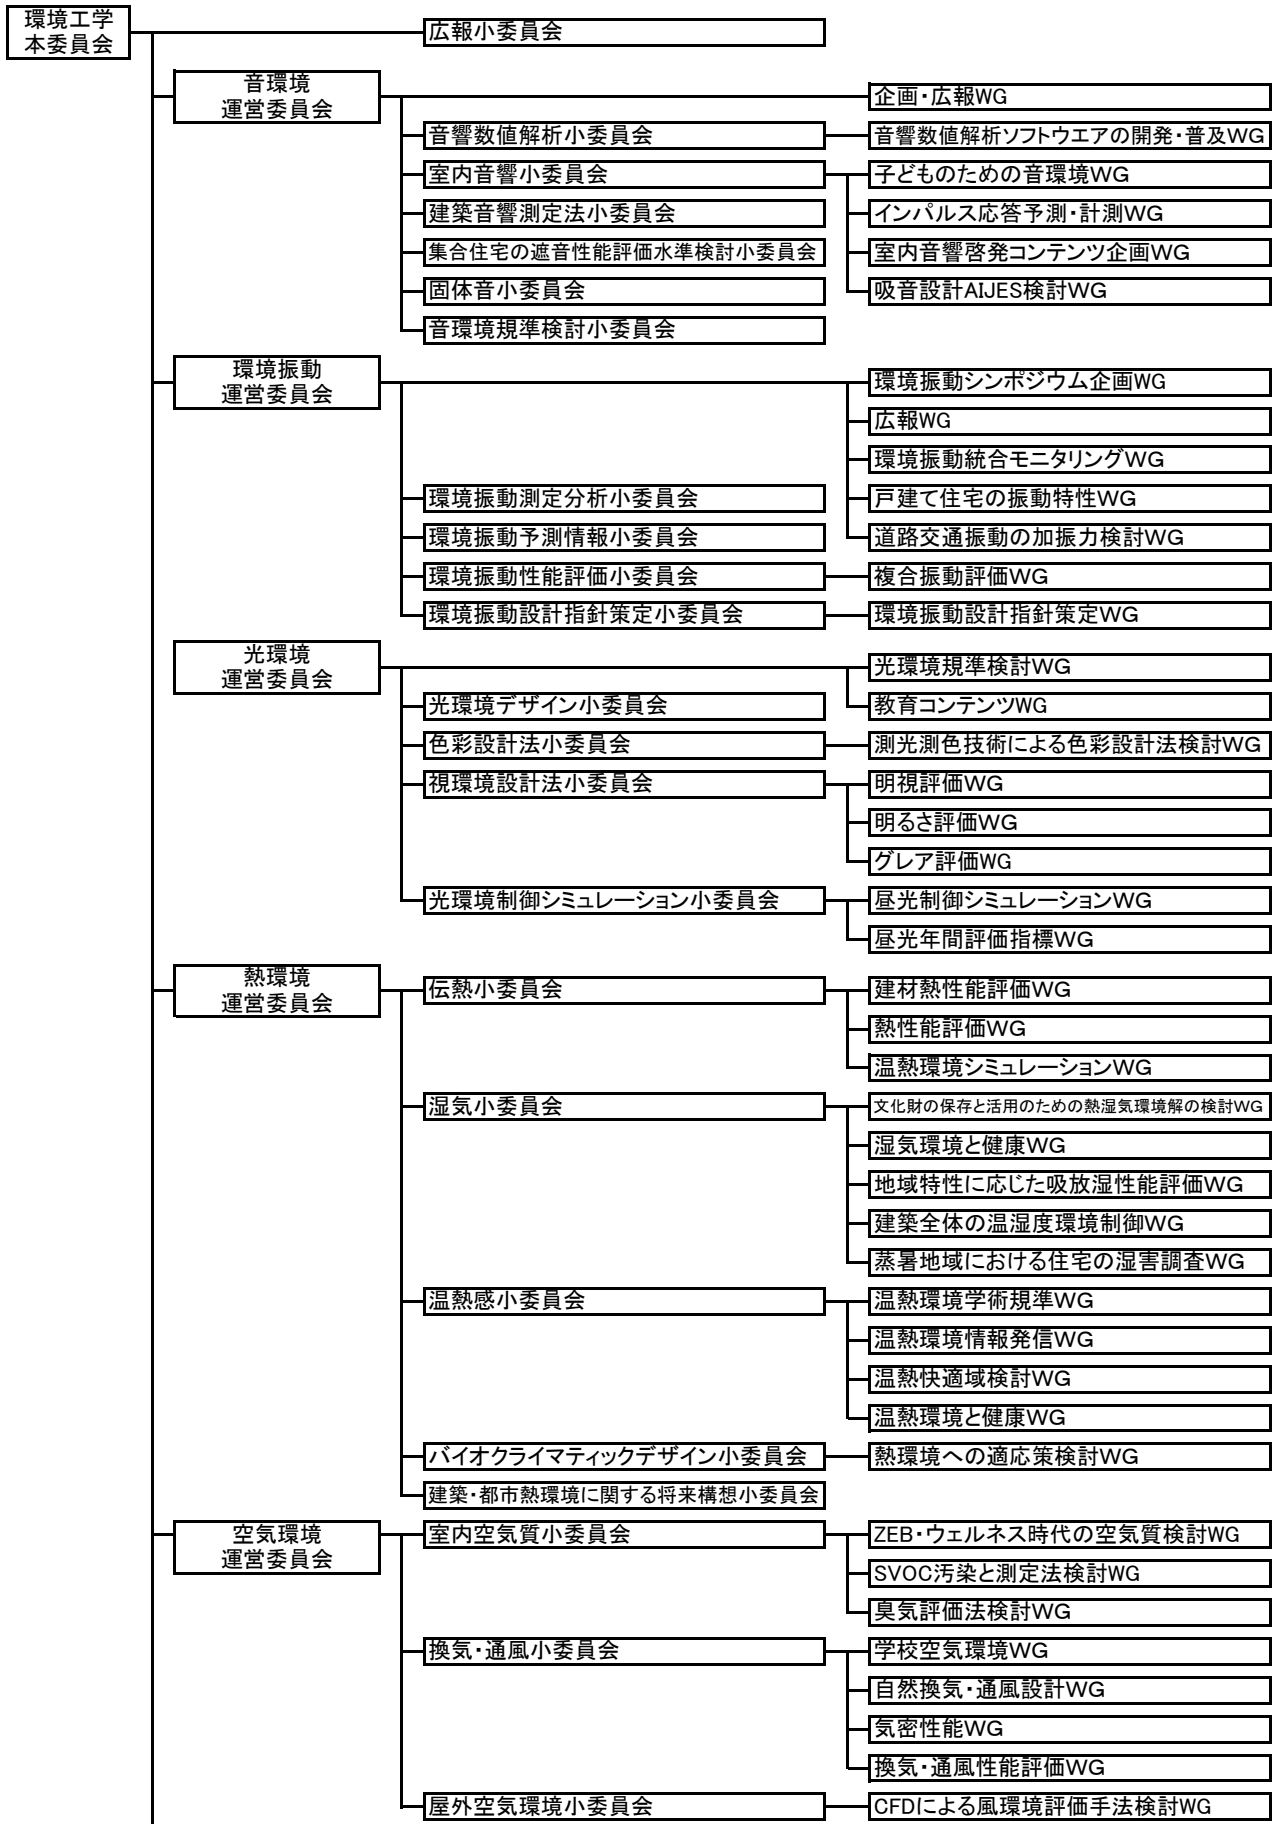 環境工学
本委員会
広報小委員会
音環境
運営委員会
企画・広報WG
音響数値解析小委員会
音響数値解析ソフトウエアの開発・普及WG
室内音響小委員会
子どものための音環境WG
建築音響測定法小委員会
インパルス応答予測・計測WG
集合住宅の遮音性能評価水準検討小委員会
室内音響啓発コンテンツ企画WG
固体音小委員会
吸音設計AIJES検討WG
音環境規準検討小委員会
環境振動
運営委員会
環境振動シンポジウム企画WG
広報WG
環境振動統合モニタリングWG
環境振動測定分析小委員会
戸建て住宅の振動特性WG
環境振動予測情報小委員会
道路交通振動の加振力検討WG
環境振動性能評価小委員会
複合振動評価WG
環境振動設計指針策定小委員会
環境振動設計指針策定WG
光環境
運営委員会
光環境規準検討WG
光環境デザイン小委員会
教育コンテンツWG
色彩設計法小委員会
測光測色技術による色彩設計法検討WG
視環境設計法小委員会
明視評価WG
明るさ評価WG
グレア評価WG
光環境制御シミュレーション小委員会
昼光制御シミュレーションWG
昼光年間評価指標WG
熱環境
運営委員会
伝熱小委員会
建材熱性能評価WG
熱性能評価WG
温熱環境シミュレーションWG
湿気小委員会
文化財の保存と活用のための熱湿気環境解の検討WG
湿気環境と健康WG
地域特性に応じた吸放湿性能評価WG
建築全体の温湿度環境制御WG
蒸暑地域における住宅の湿害調査WG
温熱感小委員会
温熱環境学術規準WG
温熱環境情報発信WG
温熱快適域検討WG
温熱環境と健康WG
バイオクライマティックデザイン小委員会
熱環境への適応策検討WG
建築・都市熱環境に関する将来構想小委員会
空気環境
運営委員会
室内空気質小委員会
ZEB・ウェルネス時代の空気質検討WG
SVOC汚染と測定法検討WG
臭気評価法検討WG
換気・通風小委員会
学校空気環境WG
自然換気・通風設計WG
気密性能WG
換気・通風性能評価WG
屋外空気環境小委員会
CFDによる風環境評価手法検討WG